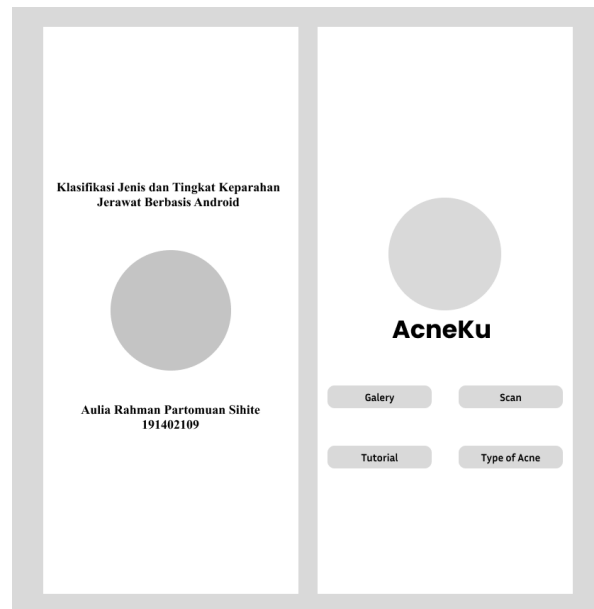 Klasifikasi Jenis dan Tingkat Keparahan
Jerawat Berbasis Android
Aulia Rahman Partomuan Sihite
191402109
AcneKu
Galery
Scan
Tutorial
Type of Acne